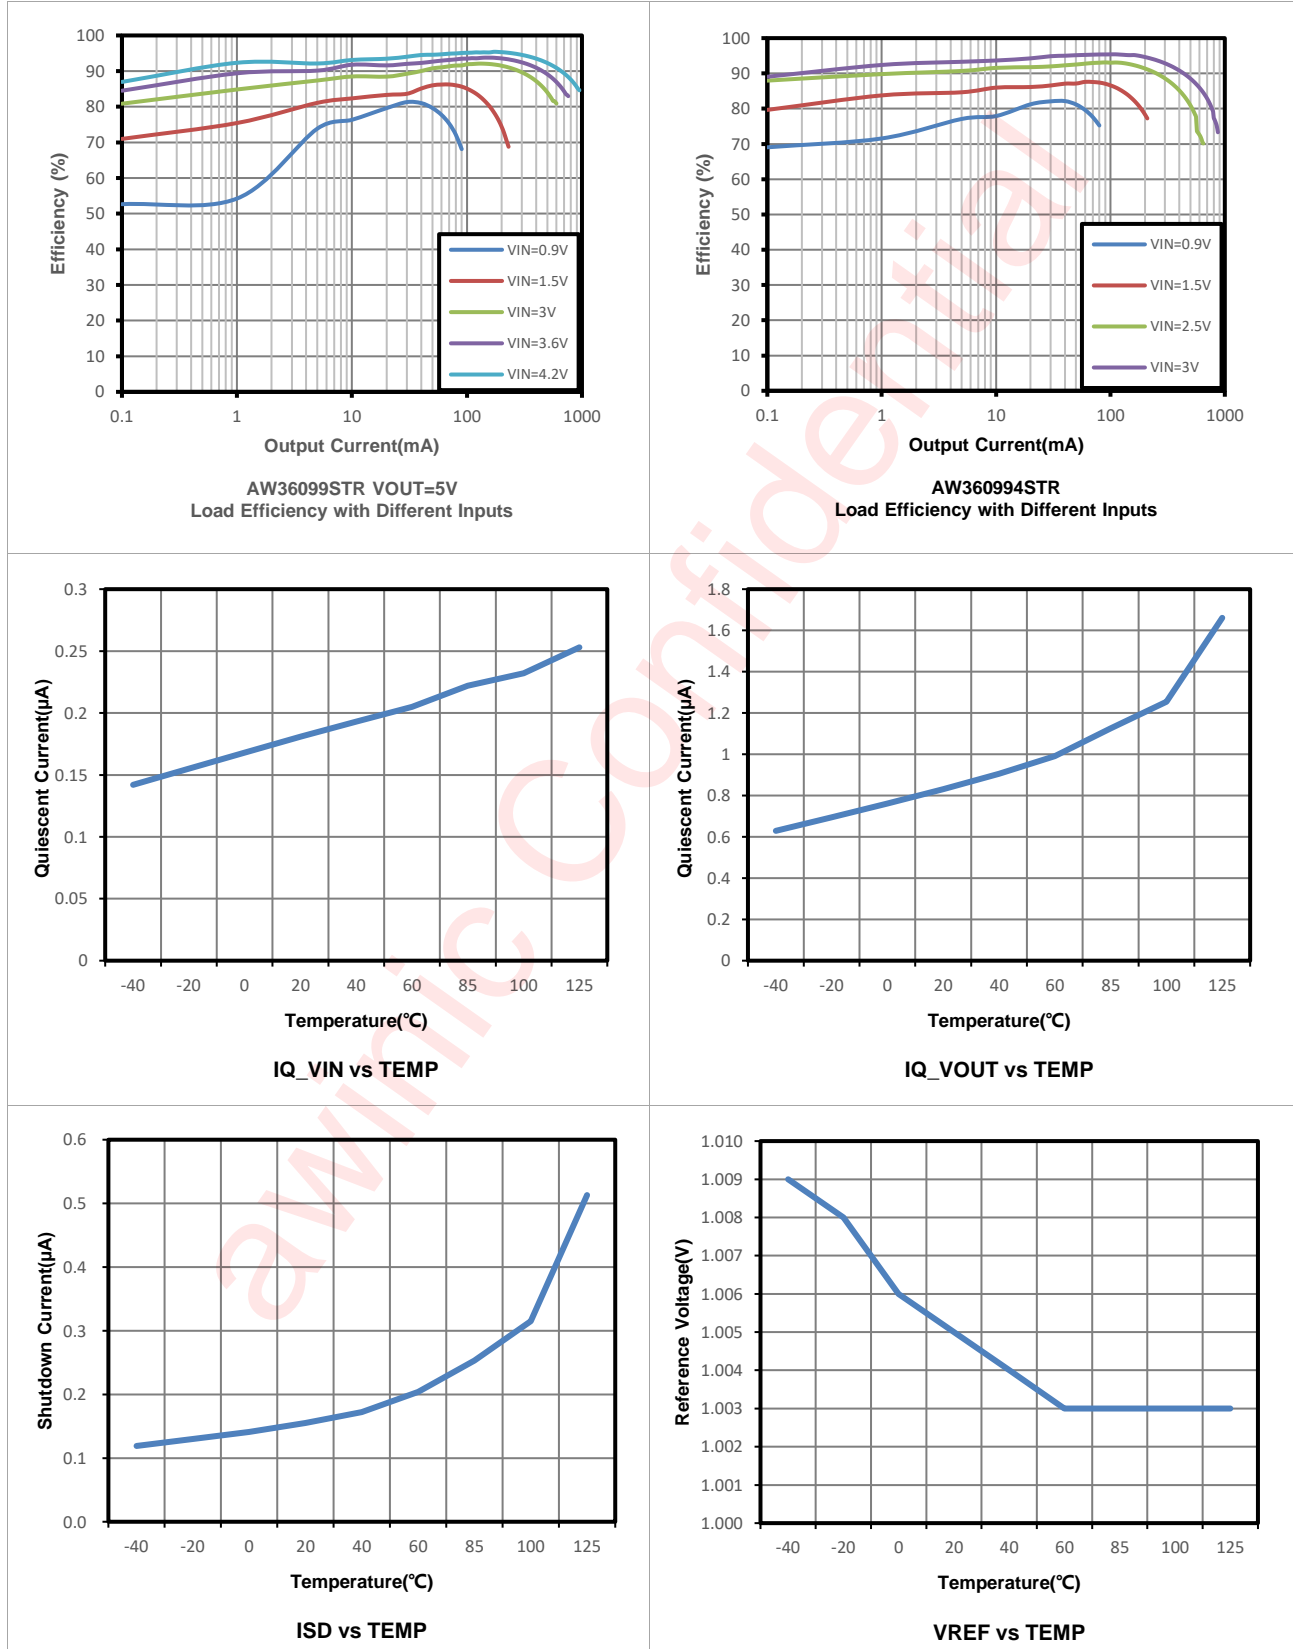 100
90
80
70
60
50
40
30
20
10
0
Efficiency (%)
0.1 1 10 100 1000
Output Current(mA)
VIN=0.9V
VIN=1.5V
VIN=3V
VIN=3.6V
VIN=4.2V
AW36099STR VOUT=5V
Load Efficiency with Different Inputs
100
90
80
70
60
50
40
30
20
10
0
Efficiency (%)
0.1 1 10 100 1000
Output Current(mA)
VIN=0.9V
VIN=1.5V
VIN=2.5V
VIN=3V
AW360994STR
Load Efficiency with Different Inputs
0.3
0.25
0.2
0.15
0.1
0.05
0
Quiescent Current(μA)
-40 -20 0 20 40 60 85 100 125
Temperature(℃)
IQ_VIN vs TEMP
1.8
1.6
1.4
1.2
1
0.8
0.6
0.4
0.2
0
Quiescent Current(μA)
-40 -20 0 20 40 60 85 100 125
Temperature(℃)
IQ_VOUT vs TEMP
0.6
0.5
0.4
0.3
0.2
0.1
0.0
Shutdown Current(μA)
-40 -20 0 20 40 60 85 100 125
Temperature(℃)
ISD vs TEMP
1.010
1.009
1.008
1.007
1.006
1.005
1.004
1.003
1.002
1.001
1.000
Reference Voltage(V)
-40 -20 0 20 40 60 85 100 125
Temperature(℃)
VREF vs TEMP
awinic Confidential